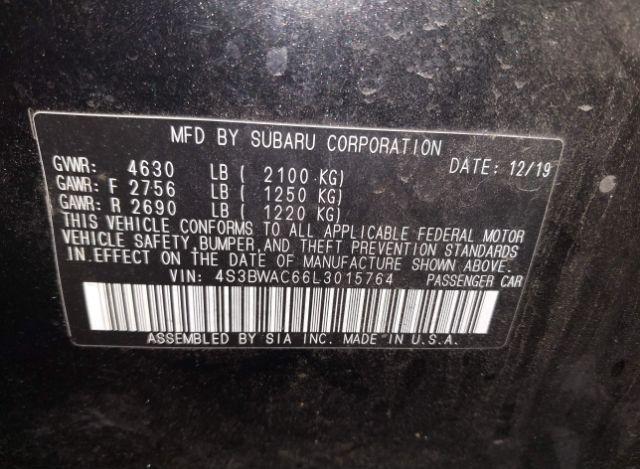 MFD BY SUBARU CORPORATION
GVWR: 4630 LB ( 2100 KG) DATE: 12/19
GAWR: F 2756 LB ( 1250 KG)
GAWR: R 2690 LB ( 1220 KG)
THIS VEHICLE CONFORMS TO ALL APPLICABLE FEDERAL MOTOR
VEHICLE SAFETY, BUMPER, AND THEFT PREVENTION STANDARDS
IN EFFECT ON THE DATE OF MANUFACTURE SHOWN ABOVE.
VIN: 4S3BWAC66L3015764 PASSENGER CAR
ASSEMBLED BY SIA INC. MADE IN U.S.A.